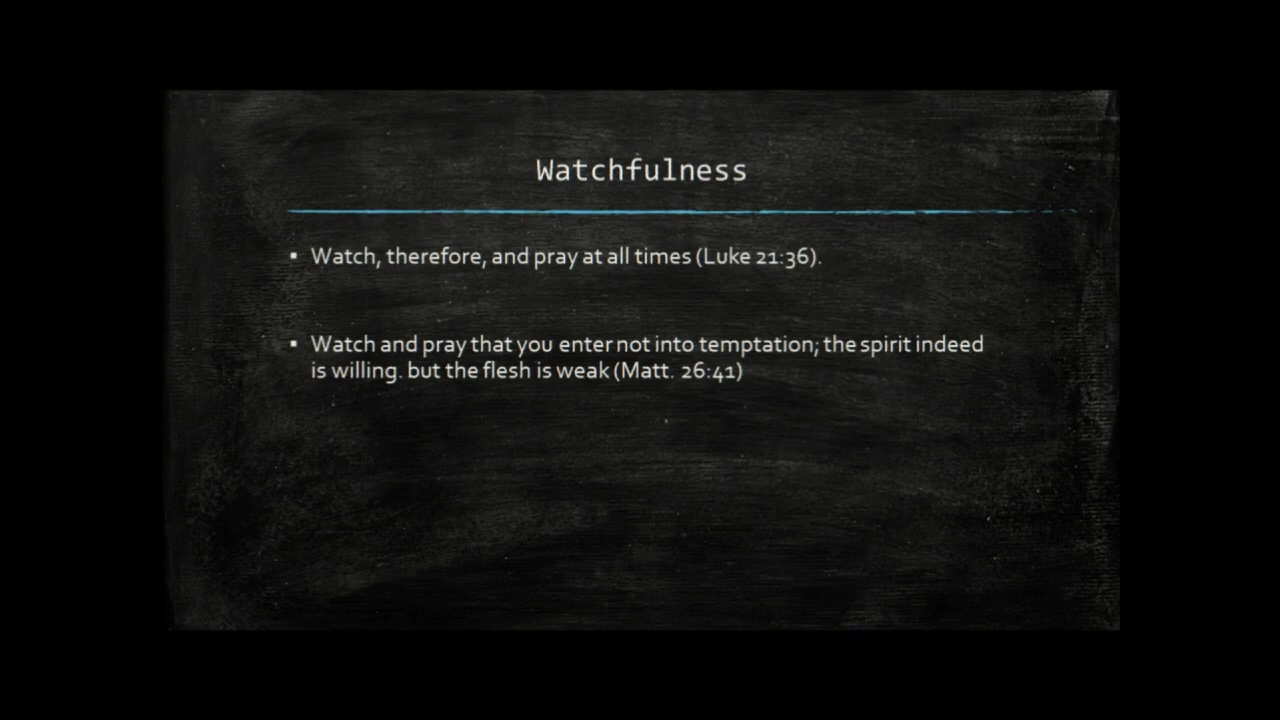 Watchfulness
▪ Watch, therefore, and pray at all times (Luke 21:36).
▪ Watch and pray that you enter not into temptation; the spirit indeed
is willing. but the flesh is weak (Matt. 26:41)